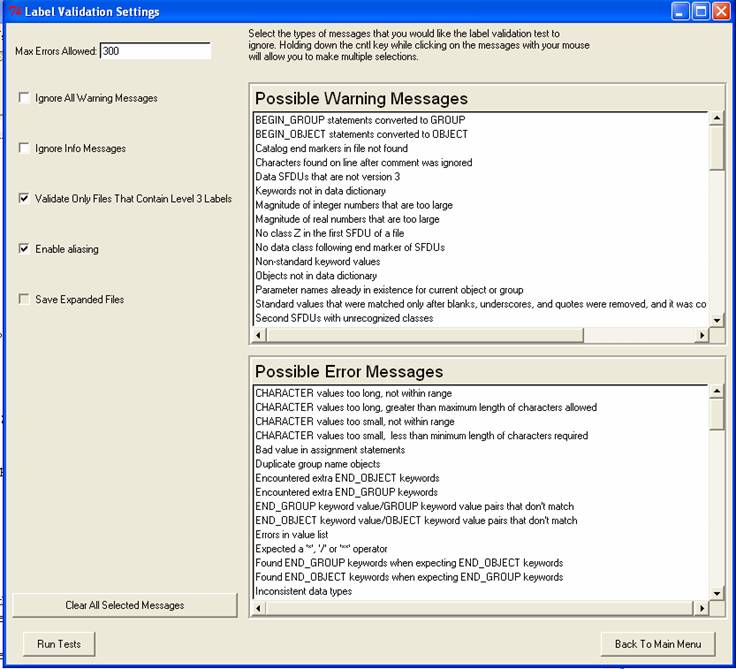 Label Validation Settings
Max Errors Allowed: 300
Select the types of messages that you would like the label validation test to
ignore. Holding down the cntl key while clicking on the messages with your mouse
will allow you to make multiple selections.
Ignore All Warning Messages
Ignore Info Messages
Validate Only Files That Contain Level 3 Labels
Enable aliasing
Save Expanded Files
Possible Warning Messages
BEGIN_GROUP statements converted to GROUP
BEGIN_OBJECT statements converted to OBJECT
Catalog end markers in file not found
Characters found on line after comment was ignored
Data SFDUs that are not version 3
Keywords not in data dictionary
Magnitude of integer numbers that are too large
Magnitude of real numbers that are too large
No class Z in the first SFDU of a file
No data class following end marker of SFDUs
Non-standard keyword values
Objects not in data dictionary
Parameter names already in existence for current object or group
Standard values that were matched only after blanks, underscores, and quotes were removed, and it was co
Second SFDUs with unrecognized classes
Possible Error Messages
CHARACTER values too long, not within range
CHARACTER values too long, greater than maximum length of characters allowed
CHARACTER values too small, not within range
CHARACTER values too small, less than minimum length of characters required
Bad value in assignment statements
Duplicate group name objects
Encountered extra END_OBJECT keywords
Encountered extra END_GROUP keywords
END_GROUP keyword value/GROUP keyword value pairs that don't match
END_OBJECT keyword value/OBJECT keyword value pairs that don't match
Errors in value list
Expected a '*', '/' or '**' operator
Found END_GROUP keywords when expecting END_OBJECT keywords
Found END_OBJECT keywords when expecting END_GROUP keywords
Inconsistent data types
Clear All Selected Messages
Run Tests
Back To Main Menu